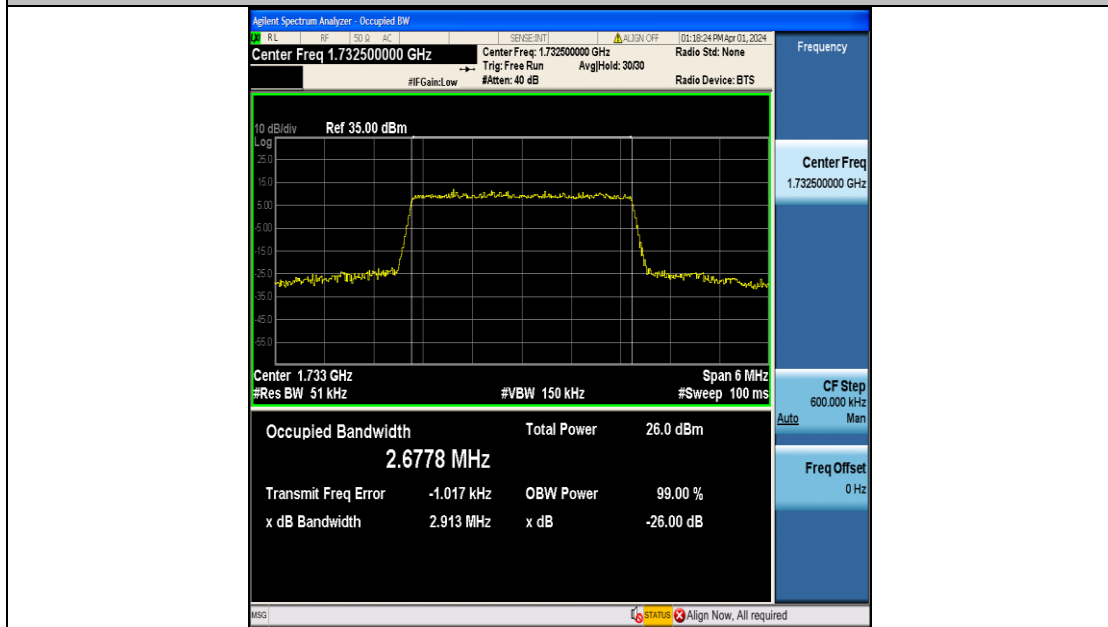 Agilent Spectrum Analyzer - Occupied BW
RL RF 50 Ω AC SENSE:INT ALIGN OFF 01:18:24 PM Apr 01, 2024
Center Freq 1.732500000 GHz
Center Freq: 1.732500000 GHz
Radio Std: None
Trig: Free Run Avg|Hold: 30/30
#IFGain:Low
#Atten: 40 dB
Radio Device: BTS
10 dB/div Ref 35.00 dBm
Log
25.0
15.0
5.00
-5.00
-15.0
-25.0
-35.0
-45.0
-55.0
Center 1.733 GHz Span 6 MHz
#Res BW 51 kHz #VBW 150 kHz #Sweep 100 ms
Occupied Bandwidth Total Power 26.0 dBm
2.6778 MHz
Transmit Freq Error -1.017 kHz OBW Power 99.00 %
x dB Bandwidth 2.913 MHz x dB -26.00 dB
Frequency
Center Freq
1.732500000 GHz
CF Step
600.000 kHz
Auto Man
Freq Offset
0 Hz
MSG STATUS Align Now, All required